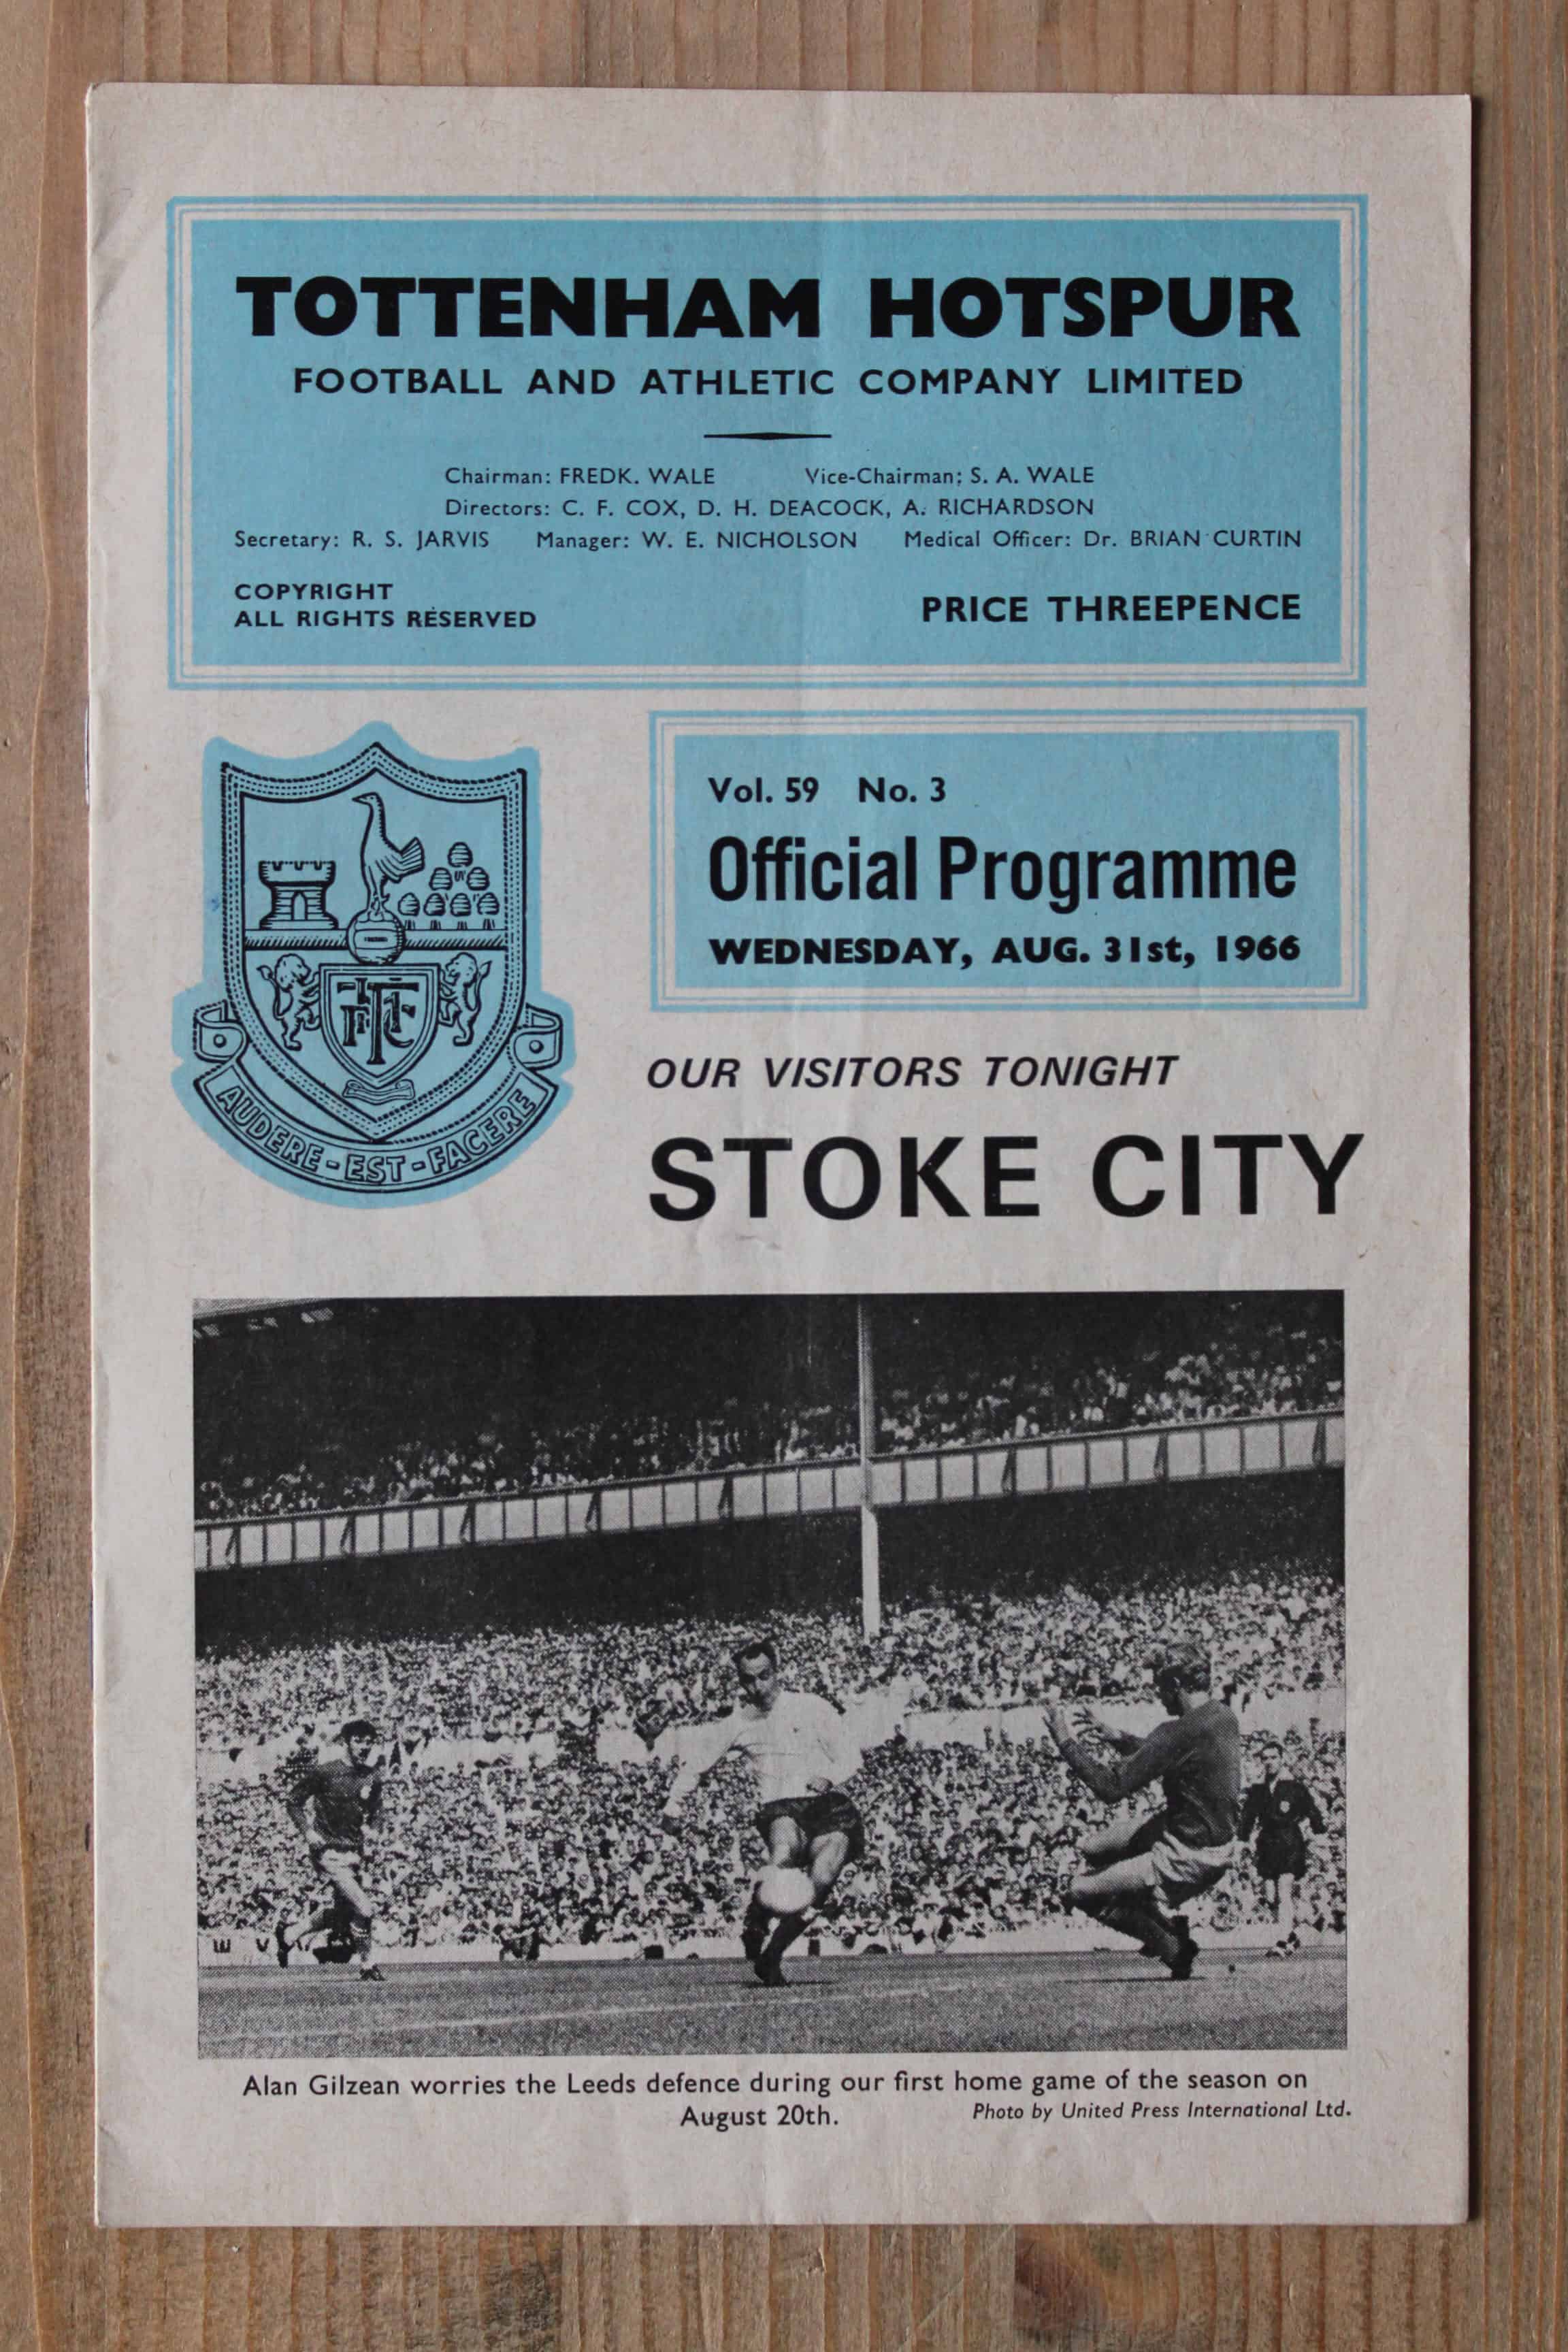 TOTTENHAM HOTSPUR
FOOTBALL AND ATHLETIC COMPANY LIMITED
Chairman: FREDK. WALE Vice-Chairman: S. A. WALE
Directors: C. F. COX, D. H. DEACOCK, A. RICHARDSON
Secretary: R. S. JARVIS Manager: W. E. NICHOLSON Medical Officer: Dr. BRIAN CURTIN
COPYRIGHT
ALL RIGHTS RESERVED
PRICE THREEPENCE
Vol. 59 No. 3
Official Programme
WEDNESDAY, AUG. 31st, 1966
AUDERE-EST-FACERE
OUR VISITORS TONIGHT
STOKE CITY
Alan Gilzean worries the Leeds defence during our first home game of the season on
August 20th. Photo by United Press International Ltd.